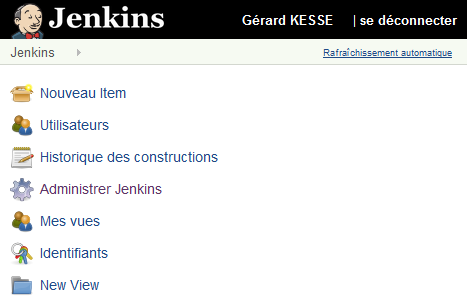 Jenkins Gérard KESSE | se déconnecter
Jenkins Rafraîchissement automatique
Nouveau Item
Utilisateurs
Historique des constructions
Administrer Jenkins
Mes vues
Identifiants
New View